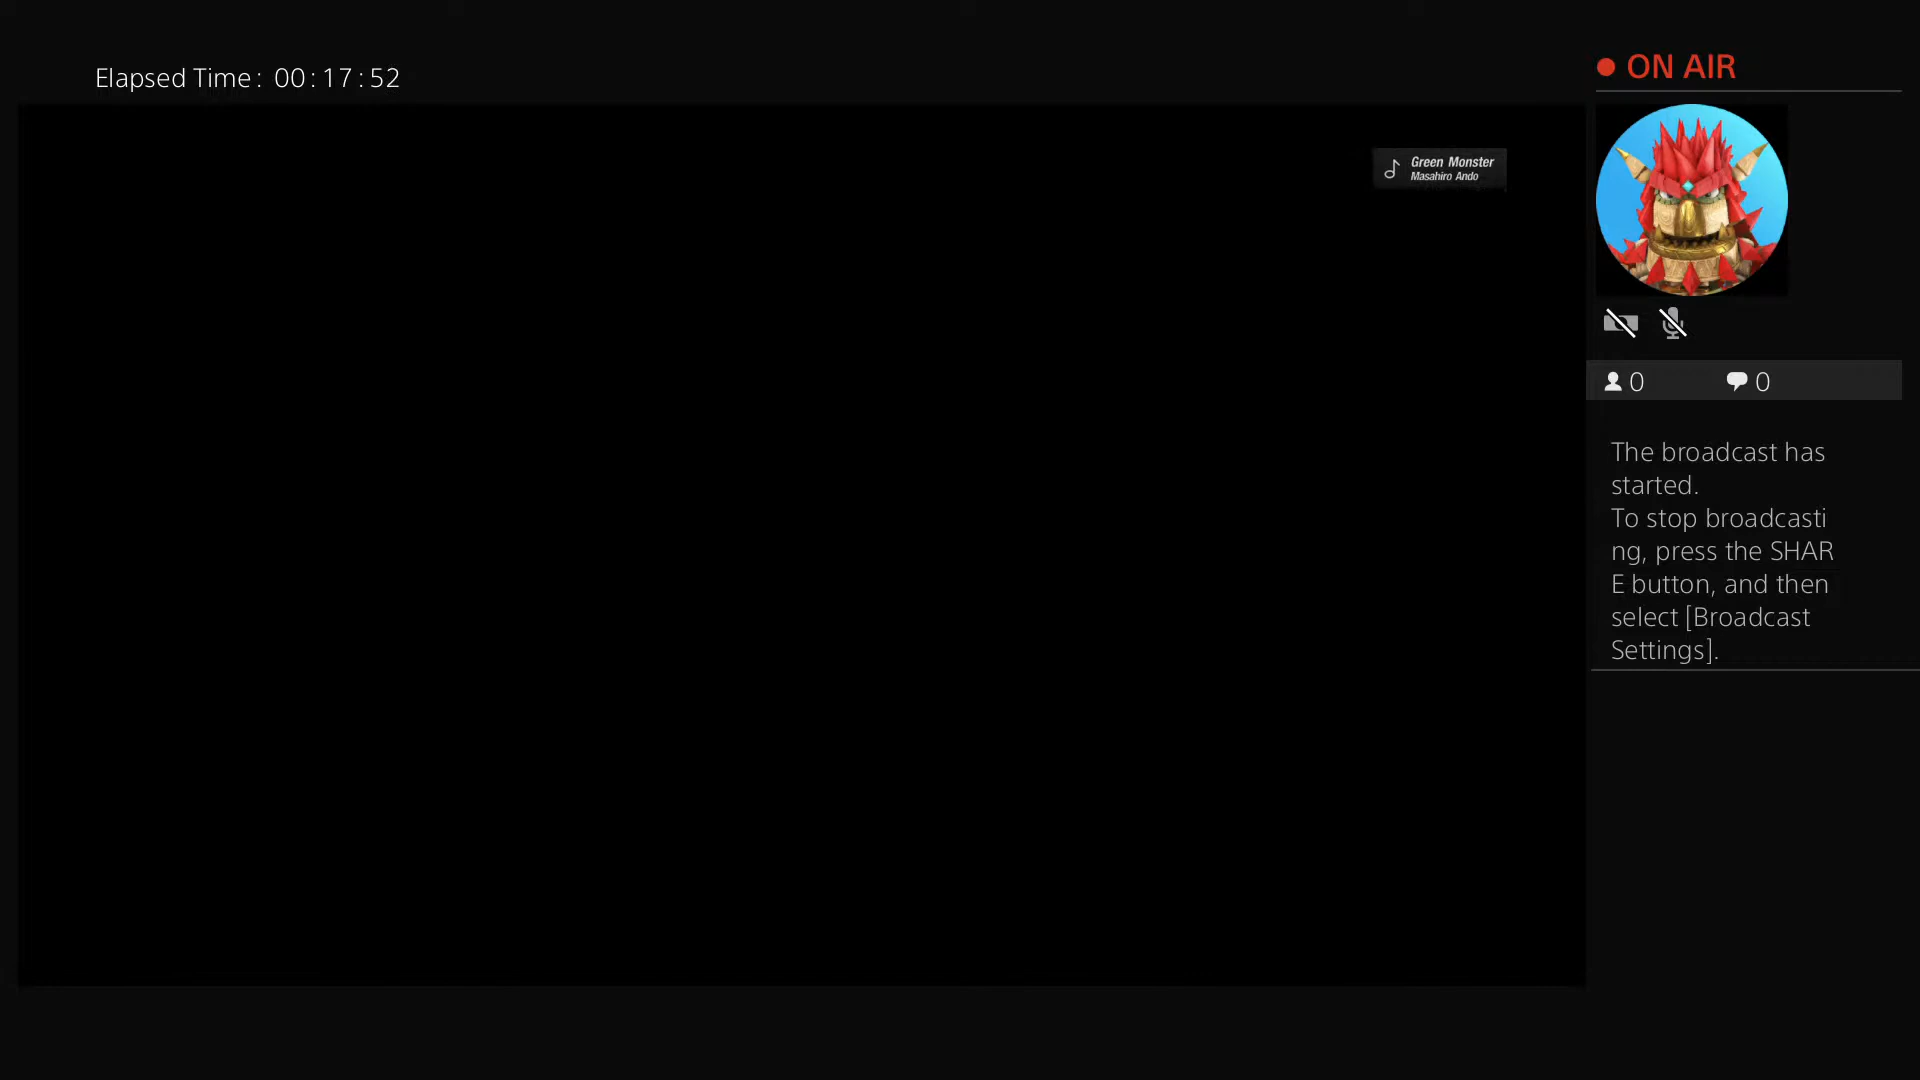 Elapsed Time: 00:17:52
ON AIR
Green Monster
Masahiro Ando
0 0
The broadcast has
started.
To stop broadcasti
ng, press the SHAR
E button, and then
select [Broadcast
Settings].